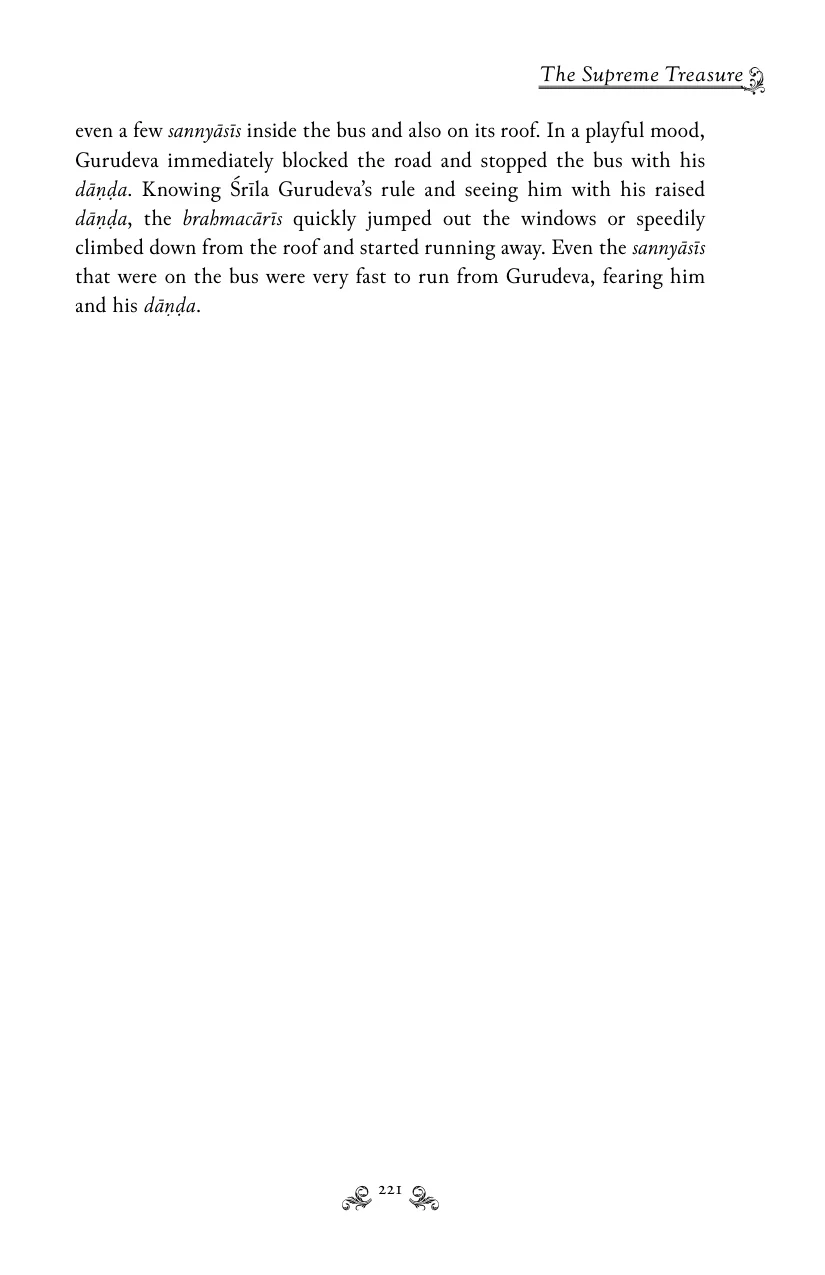 The Supreme Treasure
even a few sannyāsīs inside the bus and also on its roof. In a playful mood,
Gurudeva immediately blocked the road and stopped the bus with his
dāṇḍa. Knowing Śrīla Gurudeva’s rule and seeing him with his raised
dāṇḍa, the brahmacārīs quickly jumped out the windows or speedily
climbed down from the roof and started running away. Even the sannyāsīs
that were on the bus were very fast to run from Gurudeva, fearing him
and his dāṇḍa.
221